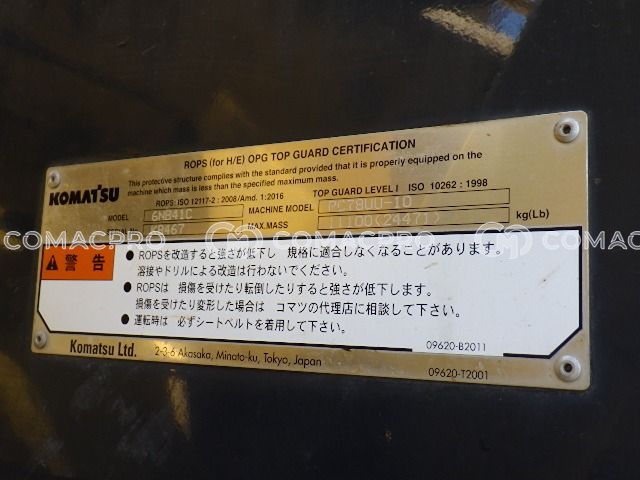 ROPS (for H/E) OPG TOP GUARD CERTIFICATION
KOMATSU
This protective structure complies with the standard provided that it is properly equipped on the
machine which mass is less than the specified maximum mass.
ROPS: ISO 12117-2 : 2008/Amd. 1:2016 TOP GUARD LEVEL I ISO 10262 : 1998
MODEL 6N841C MACHINE MODEL PC78UU-10
SERIAL No. MAX.MASS 11100(24471) kg(Lb)
COMACPRO COMACPRO COMACPRO
警告
● ROPSを改造すると強さが低下し 規格に適合しなくなることがあります。
溶接やドリルによる改造は行わないでください。
● ROPSは 損傷を受けたり転倒したりすると強さが低下します。
損傷を受けたり変形した場合は コマツの代理店に相談して下さい。
● 運転時は 必ずシートベルトを着用して下さい。
09620-B2011
Komatsu Ltd. 2-3-6 Akasaka, Minato-ku, Tokyo, Japan
09620-T2001